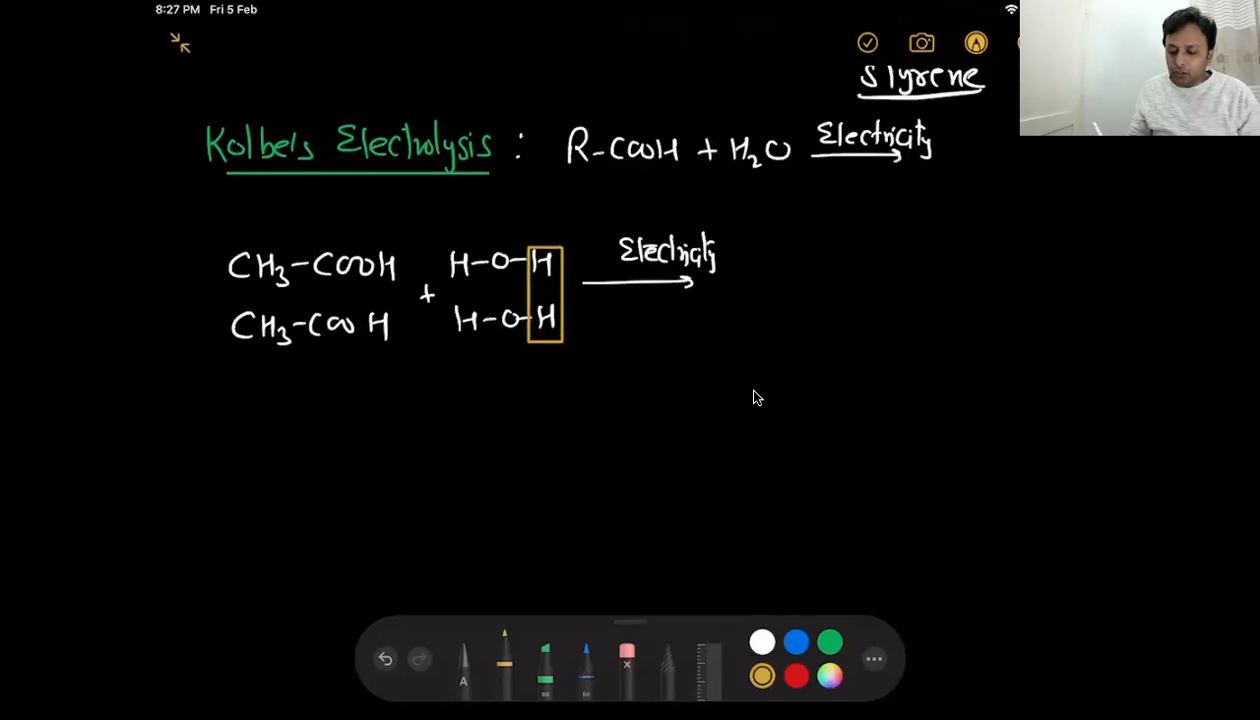 8:27 PM Fri 5 Feb
Styrene
Kolbe's Electrolysis : R-COOH + H₂O Electricity →
CH₃-COOH + H-O-H Electricity →
CH₃-COOH H-O-H
A